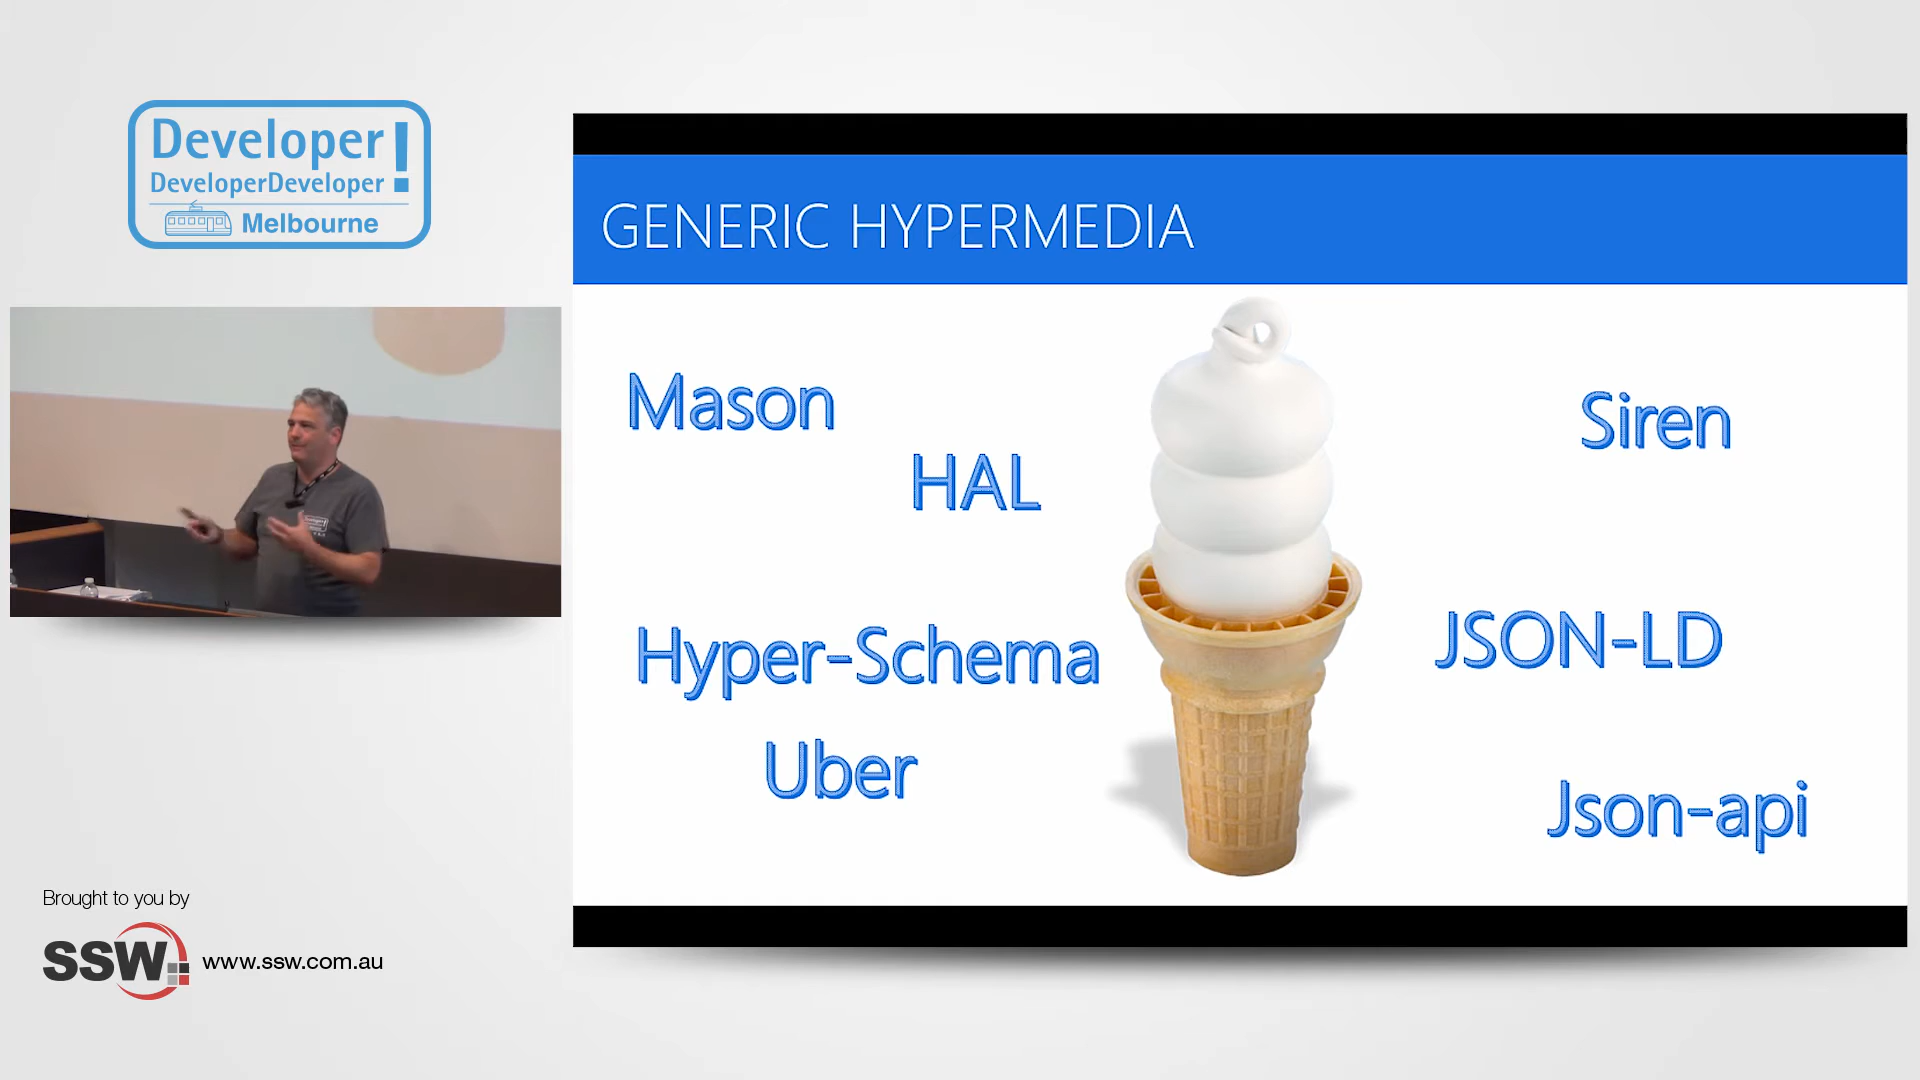 Developer!
DeveloperDeveloper
Melbourne
GENERIC HYPERMEDIA
Mason
Siren
HAL
Hyper-Schema
JSON-LD
Uber
Json-api
Brought to you by
SSW
www.ssw.com.au